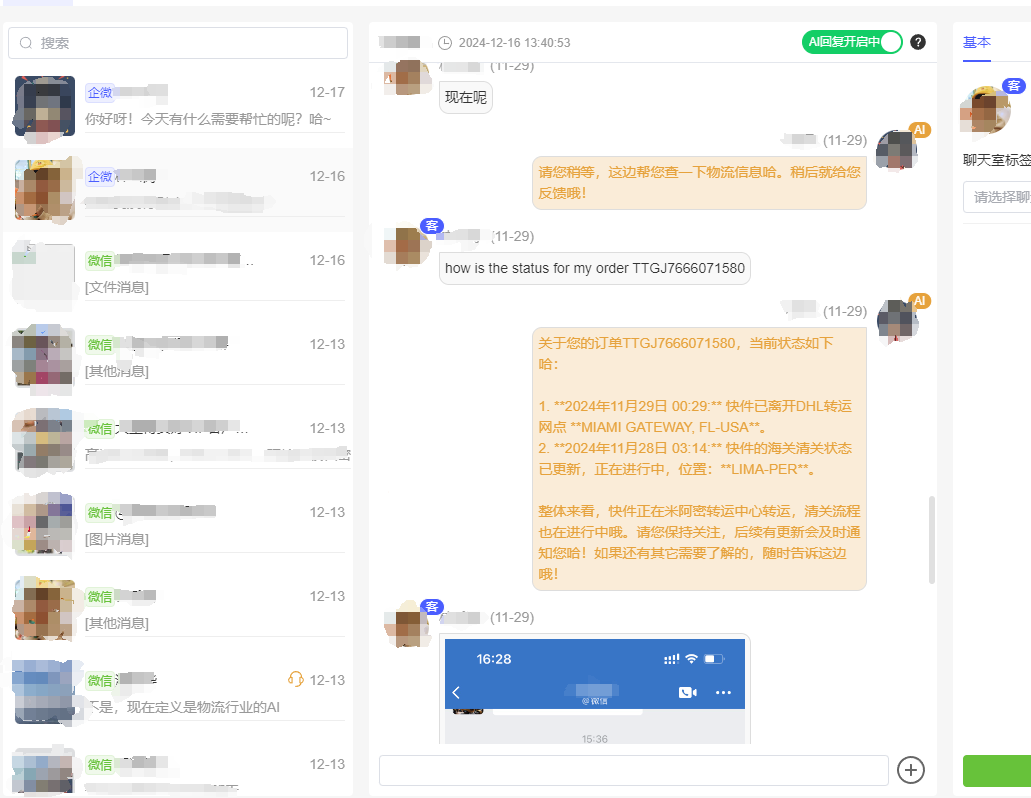 搜索
企微
12-17
你好呀！今天有什么需要帮忙的呢？哈~
企微
12-16
微信
..
12-16
[文件消息]
微信
12-13
[其他消息]
微信
12-13
微信
12-13
[图片消息]
微信
12-13
[其他消息]
微信
12-13
不是，现在定义是物流行业的AI
微信
12-13
2024-12-16 13:40:53
AI回复开启中
?
(11-29)
现在呢
(11-29)
AI
请您稍等，这边帮您查一下物流信息哈。稍后就给您
反馈哦！
客
(11-29)
how is the status for my order TTGJ7666071580
(11-29)
AI
关于您的订单TTGJ7666071580，当前状态如下
哈：
1. **2024年11月29日 00:29:** 快件已离开DHL转运
网点 **MIAMI GATEWAY, FL-USA**。
2. **2024年11月28日 03:14:** 快件的海关清关状态
已更新，正在进行中，位置：**LIMA-PER**。
整体来看，快件正在米阿密转运中心转运，清关流程
也在进行中哦。请您保持关注，后续有更新会及时通
知您哈！如果还有其它需要了解的，随时告诉这边
哦！
客
(11-29)
16:28
@微信
15:36
基本
客
聊天室标签
请选择聊